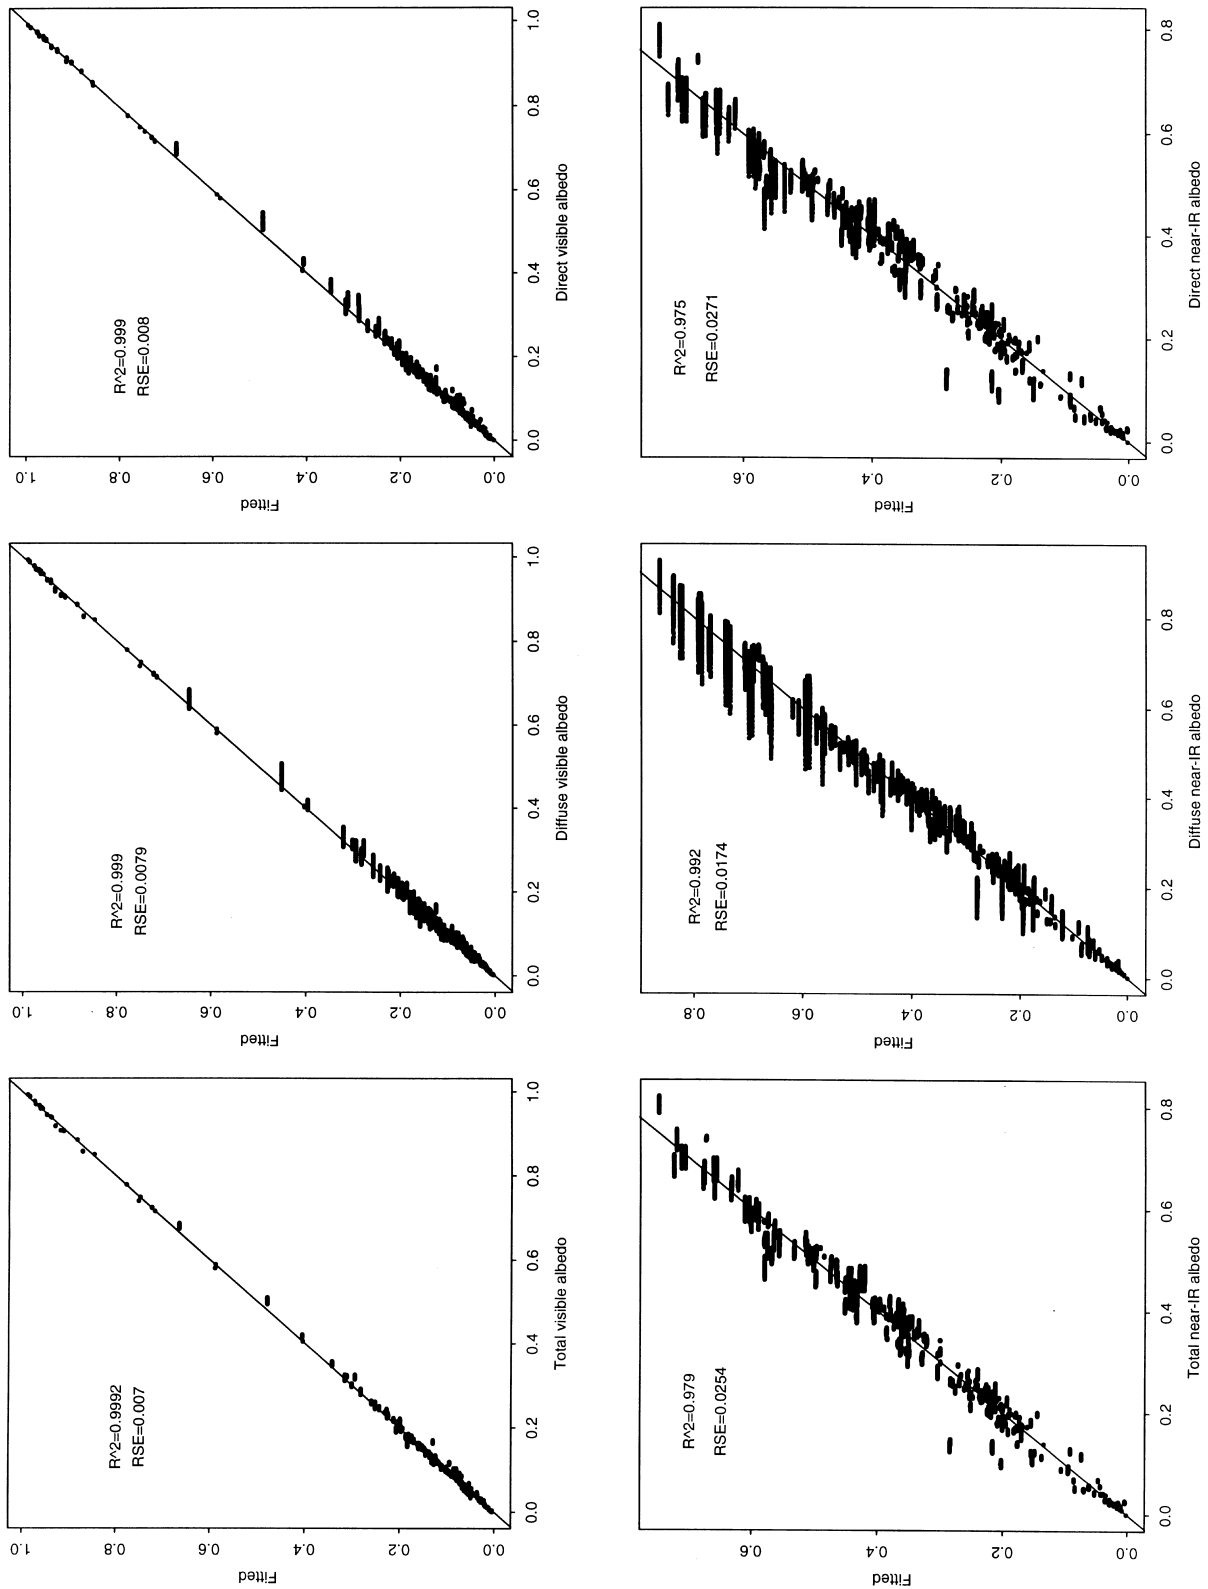 Fitted
1.0
0.8
0.6
0.4
0.2
0.0
R^2=0.9992
RSE=0.007
0.0 0.2 0.4 0.6 0.8 1.0
Total visible albedo
Fitted
1.0
0.8
0.6
0.4
0.2
0.0
R^2=0.999
RSE=0.0079
0.0 0.2 0.4 0.6 0.8 1.0
Diffuse visible albedo
Fitted
1.0
0.8
0.6
0.4
0.2
0.0
R^2=0.999
RSE=0.008
0.0 0.2 0.4 0.6 0.8 1.0
Direct visible albedo
Fitted
0.6
0.4
0.2
0.0
R^2=0.979
RSE=0.0254
0.0 0.2 0.4 0.6 0.8
Total near-IR albedo
Fitted
0.8
0.6
0.4
0.2
0.0
R^2=0.992
RSE=0.0174
0.0 0.2 0.4 0.6 0.8
Diffuse near-IR albedo
Fitted
0.6
0.4
0.2
0.0
R^2=0.975
RSE=0.0271
0.0 0.2 0.4 0.6 0.8
Direct near-IR albedo